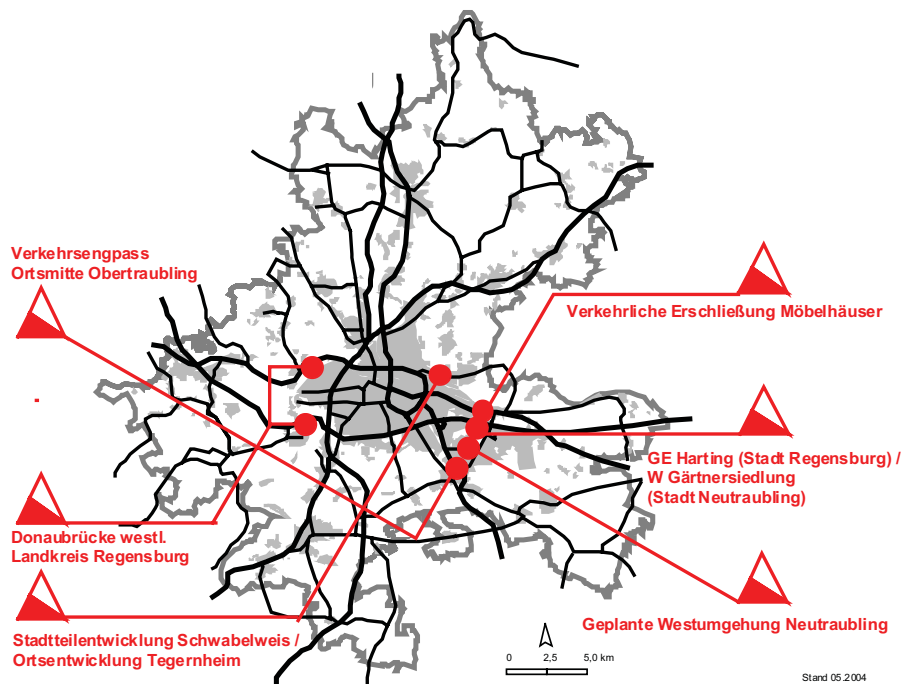 Verkehrsengpass
Ortsmitte Obertraubling
Verkehrliche Erschließung Möbelhäuser
GE Harting (Stadt Regensburg) /
W Gärtnersiedlung
(Stadt Neutraubling)
Donaubrücke westl.
Landkreis Regensburg
Geplante Westumgehung Neutraubling
Stadtteilentwicklung Schwabelweis /
Ortsentwicklung Tegernheim
0 2,5 5,0 km
Stand 05.2004